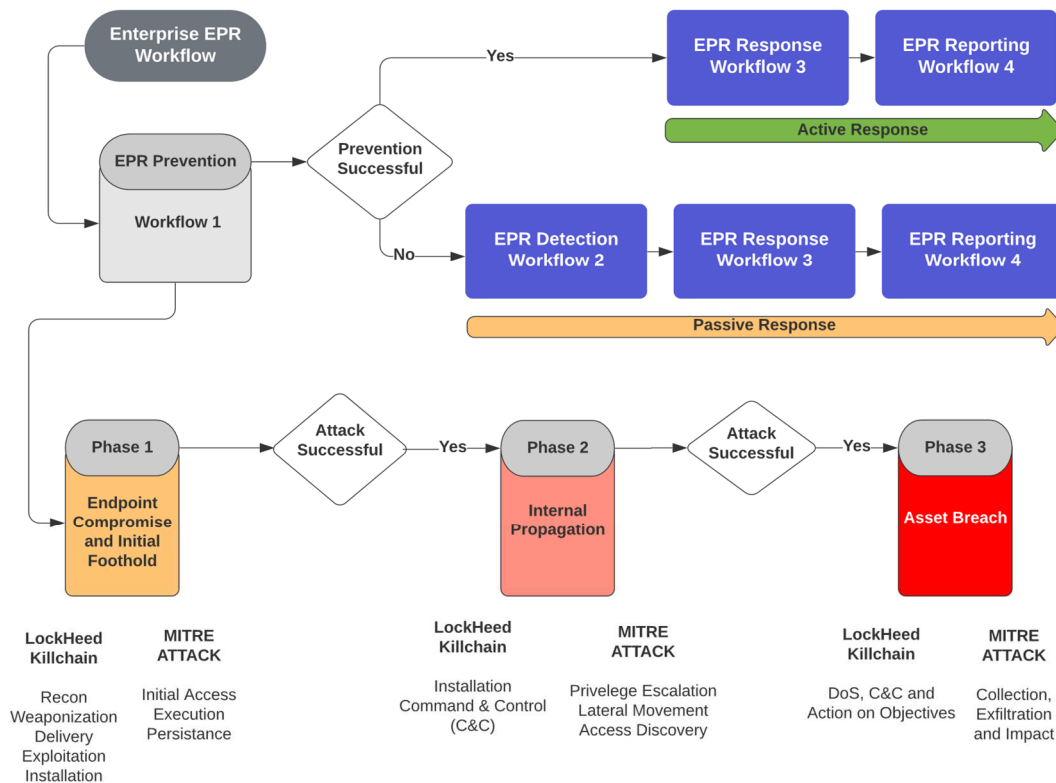 Enterprise EPR
Workflow
EPR Prevention
Workflow 1
Prevention
Successful
Yes
EPR Response
Workflow 3
EPR Reporting
Workflow 4
Active Response
No
EPR Detection
Workflow 2
EPR Response
Workflow 3
EPR Reporting
Workflow 4
Passive Response
Phase 1
Endpoint
Compromise
and Initial
Foothold
Attack
Successful
Yes
Phase 2
Internal
Propagation
Attack
Successful
Yes
Phase 3
Asset Breach
LockHeed
Killchain
Recon
Weaponization
Delivery
Exploitation
Installation
MITRE
ATTACK
Initial Access
Execution
Persistance
LockHeed
Killchain
Installation
Command & Control
(C&C)
MITRE
ATTACK
Privelege Escalation
Lateral Movement
Access Discovery
LockHeed
Killchain
DoS, C&C and
Action on Objectives
MITRE
ATTACK
Collection,
Exfiltration
and Impact